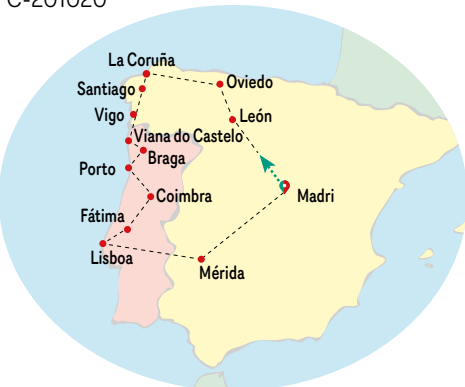 C-201020
La Coruña
Oviedo
Santiago
León
Vigo
Viana do Castelo
Braga
Porto
Coimbra
Madri
Fátima
Lisboa
Mérida